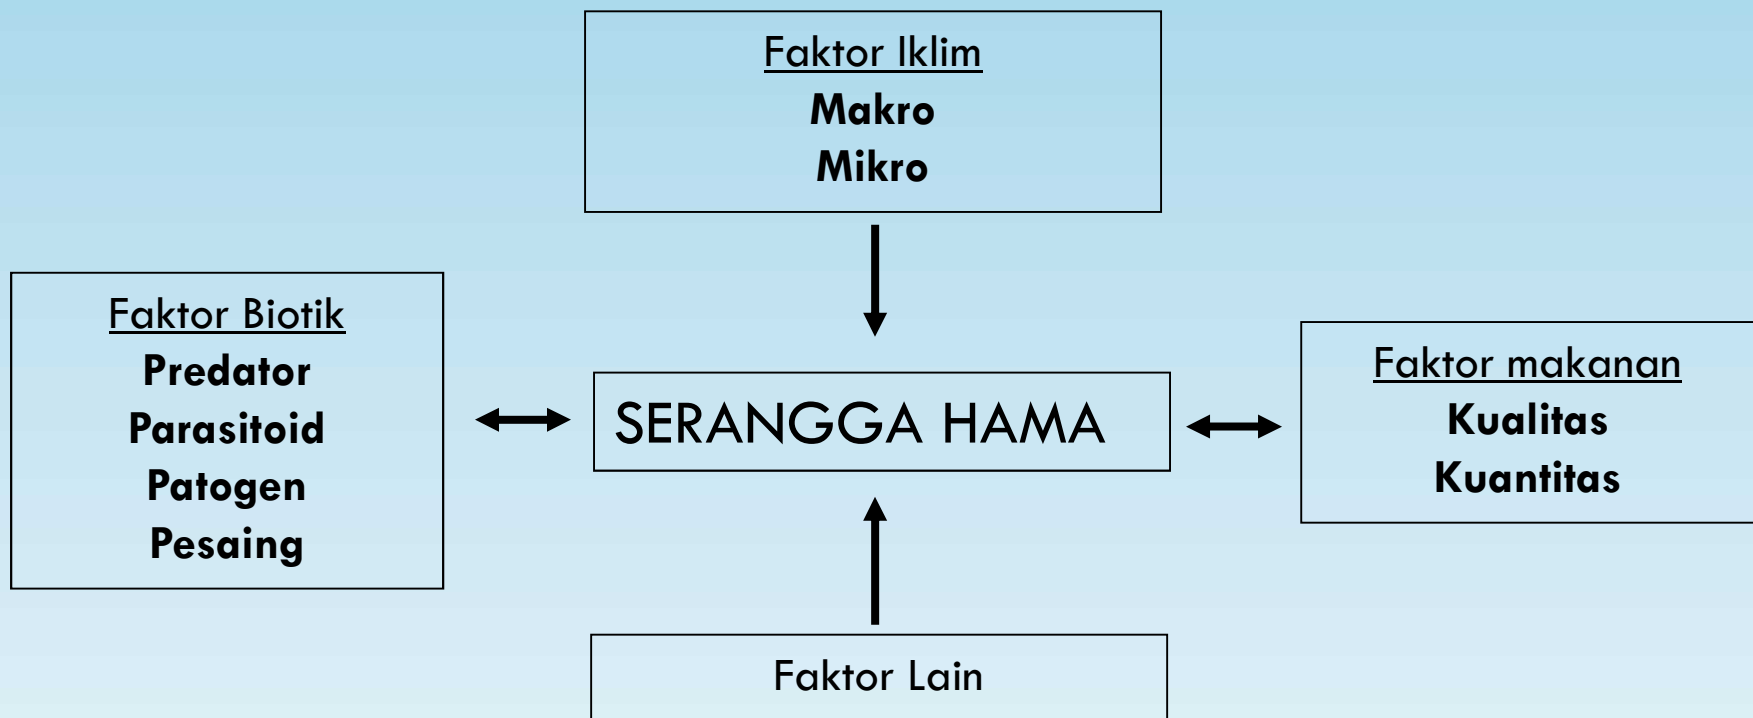 Faktor Iklim
Makro
Mikro
Faktor Biotik
Predator
Parasitoid
Patogen
Pesaing
SERANGGA HAMA
Faktor makanan
Kualitas
Kuantitas
Faktor Lain